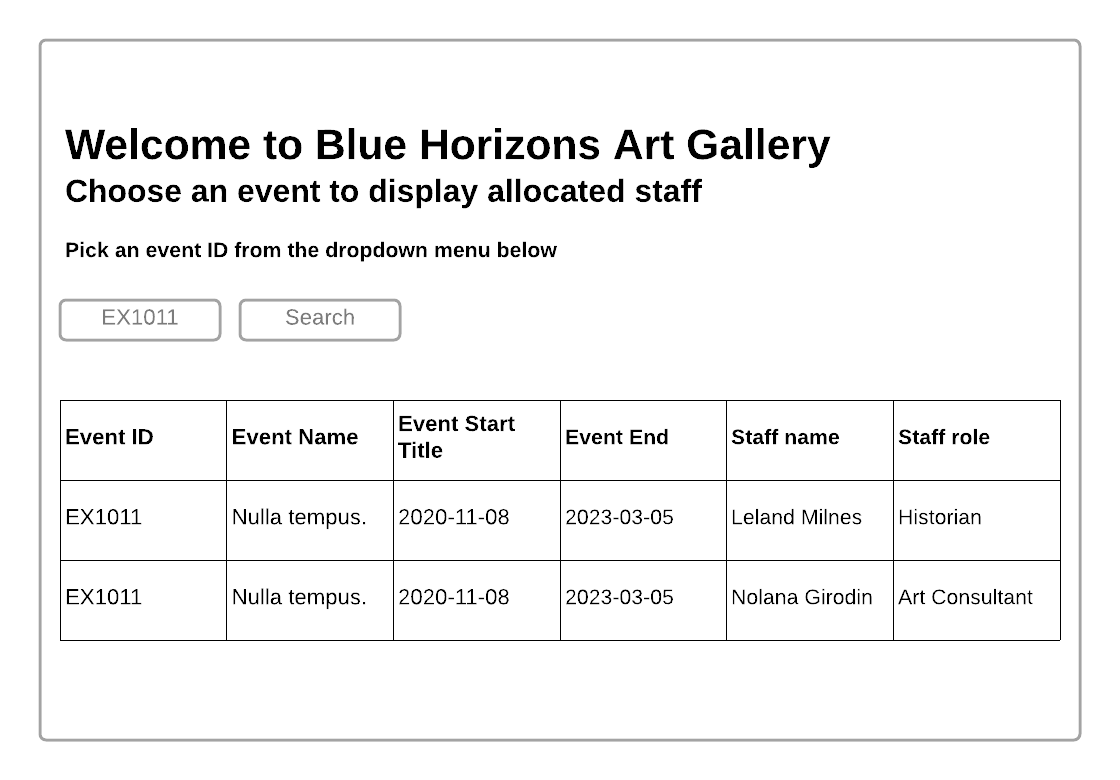 Welcome to Blue Horizons Art Gallery
Choose an event to display allocated staff
Pick an event ID from the dropdown menu below
EX1011 Search
Event ID Event Name Event Start Title Event End Staff name Staff role
EX1011 Nulla tempus. 2020-11-08 2023-03-05 Leland Milnes Historian
EX1011 Nulla tempus. 2020-11-08 2023-03-05 Nolana Girodin Art Consultant